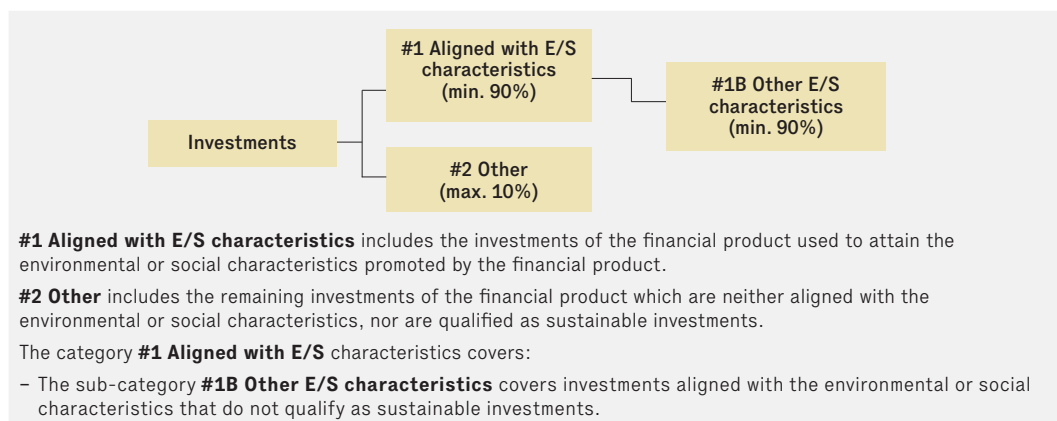 #1 Aligned with E/S
characteristics
(min. 90%)
#1B Other E/S
characteristics
(min. 90%)
Investments
#2 Other
(max. 10%)
#1 Aligned with E/S characteristics includes the investments of the financial product used to attain the
environmental or social characteristics promoted by the financial product.
#2 Other includes the remaining investments of the financial product which are neither aligned with the
environmental or social characteristics, nor are qualified as sustainable investments.
The category #1 Aligned with E/S characteristics covers:
– The sub-category #1B Other E/S characteristics covers investments aligned with the environmental or social
characteristics that do not qualify as sustainable investments.